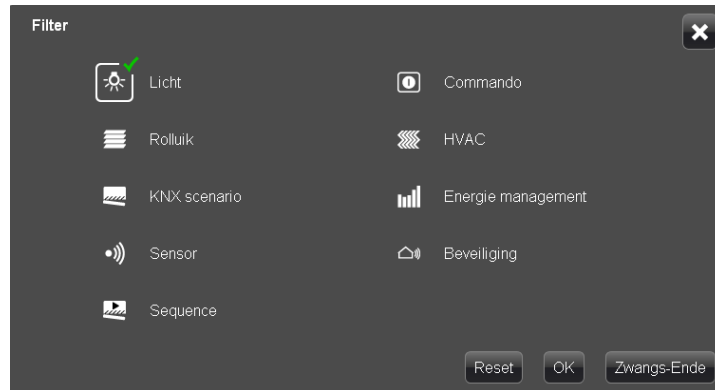 Filter
Licht
Commando
Rolluik
HVAC
KNX scenario
Energie management
Sensor
Beveiliging
Sequence
Reset
OK
Zwangs-Ende